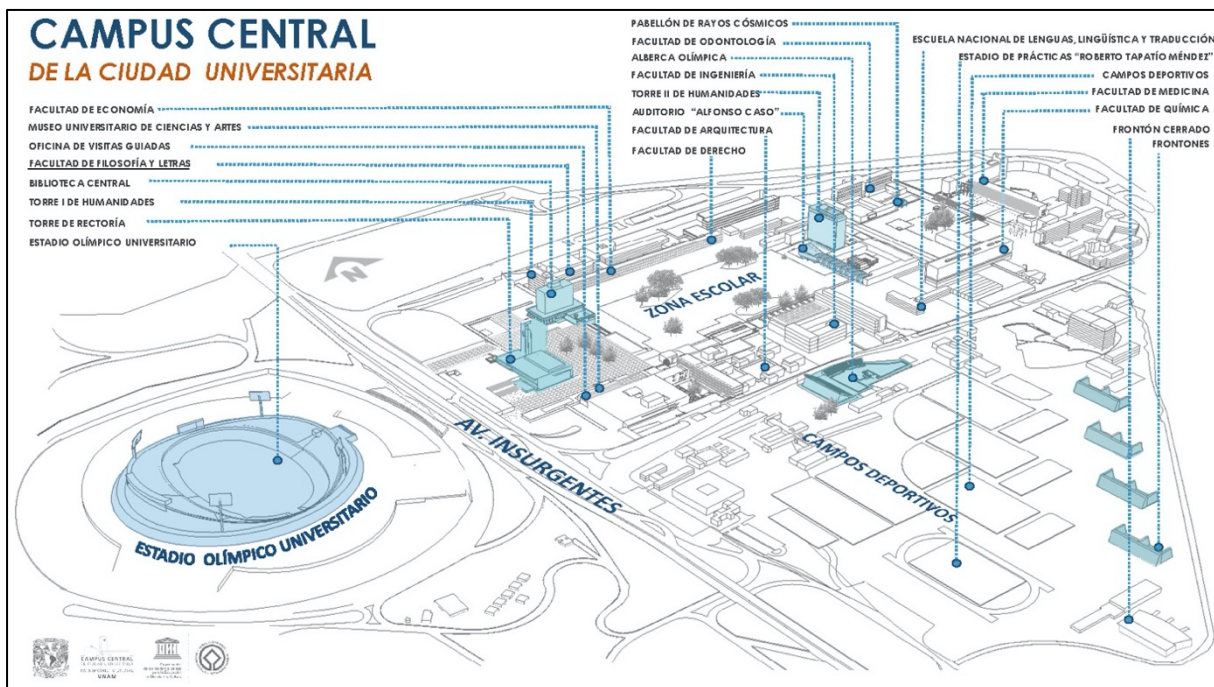 CAMPUS CENTRAL
DE LA CIUDAD UNIVERSITARIA
FACULTAD DE ECONOMÍA
MUSEO UNIVERSITARIO DE CIENCIAS Y ARTES
OFICINA DE VISITAS GUIADAS
FACULTAD DE FILOSOFÍA Y LETRAS
BIBLIOTECA CENTRAL
TORRE I DE HUMANIDADES
TORRE DE RECTORÍA
ESTADIO OLÍMPICO UNIVERSITARIO
PABELLÓN DE RAYOS CÓSMICOS
FACULTAD DE ODONTOLOGÍA
ALBERCA OLÍMPICA
FACULTAD DE INGENIERÍA
TORRE II DE HUMANIDADES
AUDITORIO "ALFONSO CASO"
FACULTAD DE ARQUITECTURA
FACULTAD DE DERECHO
ESCUELA NACIONAL DE LENGUAS, LINGÜÍSTICA Y TRADUCCIÓN
ESTADIO DE PRÁCTICAS "ROBERTO TAPATÍO MÉNDEZ"
CAMPOS DEPORTIVOS
FACULTAD DE MEDICINA
FACULTAD DE QUÍMICA
FRONTÓN CERRADO
FRONTONES
N
ZONA ESCOLAR
AV. INSURGENTES
CAMPOS DEPORTIVOS
ESTADIO OLÍMPICO UNIVERSITARIO
CAMPUS CENTRAL
UNAM